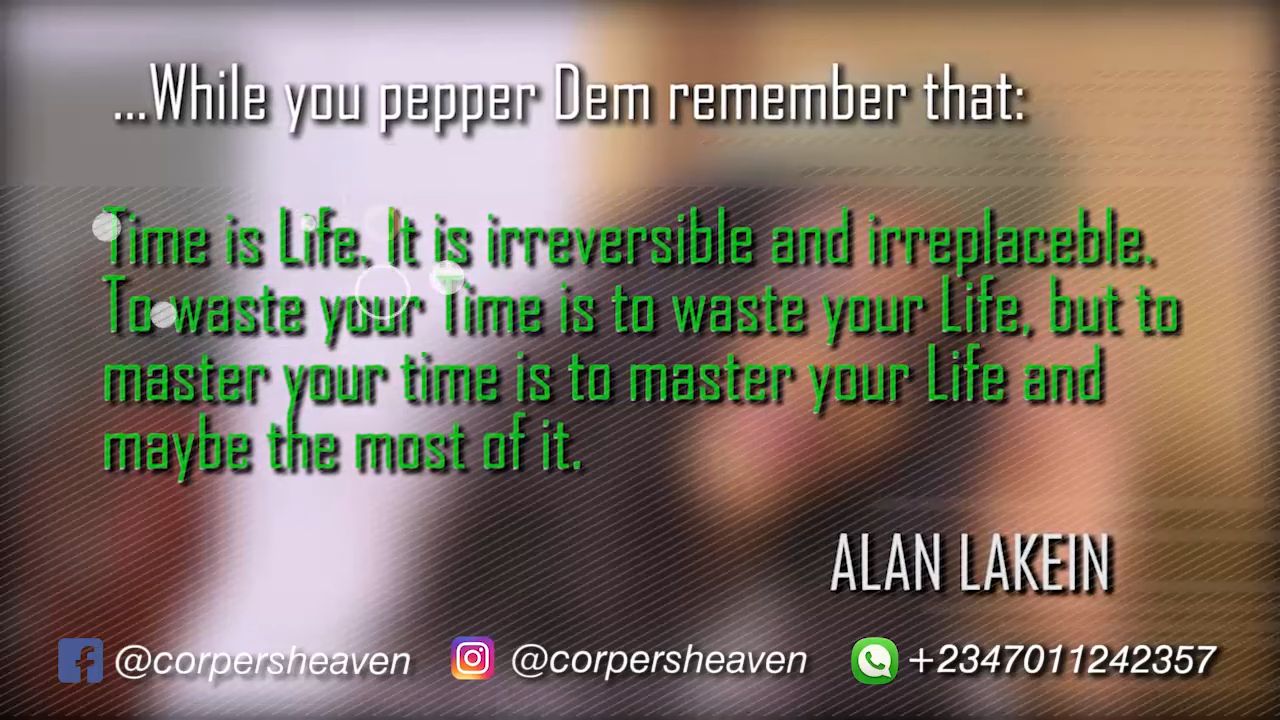 ...While you pepper Dem remember that:
Time is Life. It is irreversible and irreplaceble.
To waste your Time is to waste your Life, but to
master your time is to master your Life and
maybe the most of it.
ALAN LAKEIN
@corpersheaven @corpersheaven +2347011242357